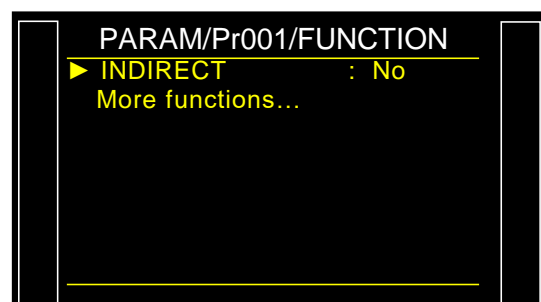 PARAM/Pr001/FUNCTION
► INDIRECT : No
More functions...